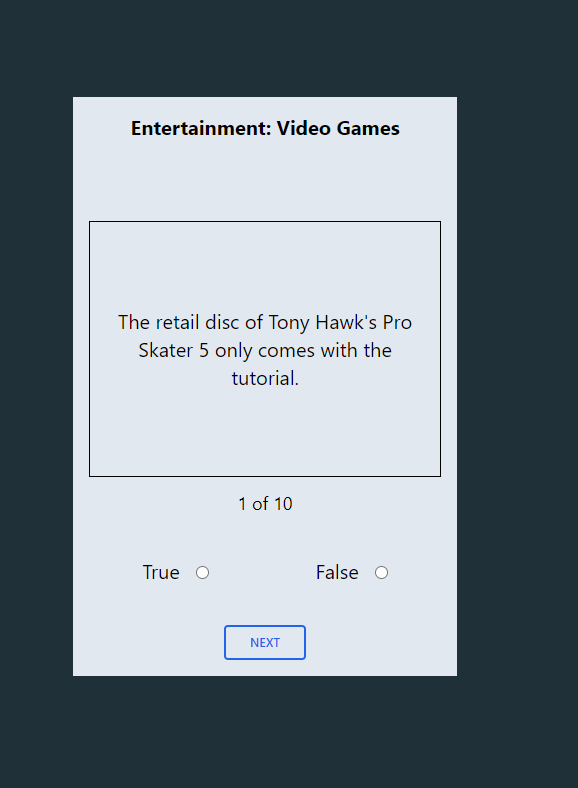 Entertainment: Video Games
The retail disc of Tony Hawk's Pro
Skater 5 only comes with the
tutorial.
1 of 10
True
False
NEXT